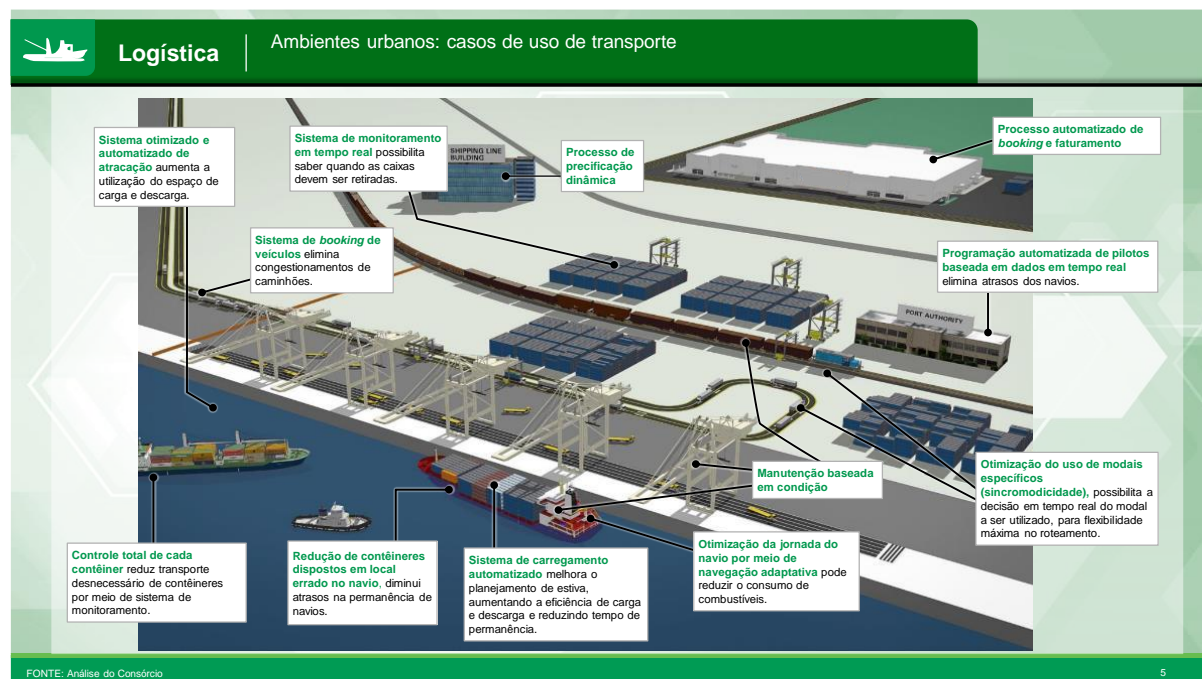 Logística
Ambientes urbanos: casos de uso de transporte
Sistema otimizado e
automatizado de
atracação aumenta a
utilização do espaço de
carga e descarga.
Sistema de monitoramento
em tempo real possibilita
saber quando as caixas
devem ser retiradas.
SHIPPING LINE
BUILDING
Processo de
precificação
dinâmica
Processo automatizado de
booking e faturamento
Sistema de booking de
veículos elimina
congestionamentos de
caminhões.
Programação automatizada de pilotos
baseada em dados em tempo real
elimina atrasos dos navios.
PORT AUTHORITY
Manutenção baseada
em condição
Otimização do uso de modais
específicos
(sincromodicidade), possibilita a
decisão em tempo real do modal
a ser utilizado, para flexibilidade
máxima no roteamento.
Controle total de cada
contêiner reduz transporte
desnecessário de contêineres
por meio de sistema de
monitoramento.
Redução de contêineres
dispostos em local
errado no navio, diminui
atrasos na permanência de
navios.
Sistema de carregamento
automatizado melhora o
planejamento de estiva,
aumentando a eficiência de carga
e descarga e reduzindo tempo de
permanência.
Otimização da jornada do
navio por meio de
navegação adaptativa pode
reduzir o consumo de
combustíveis.
FONTE: Análise do Consórcio
5